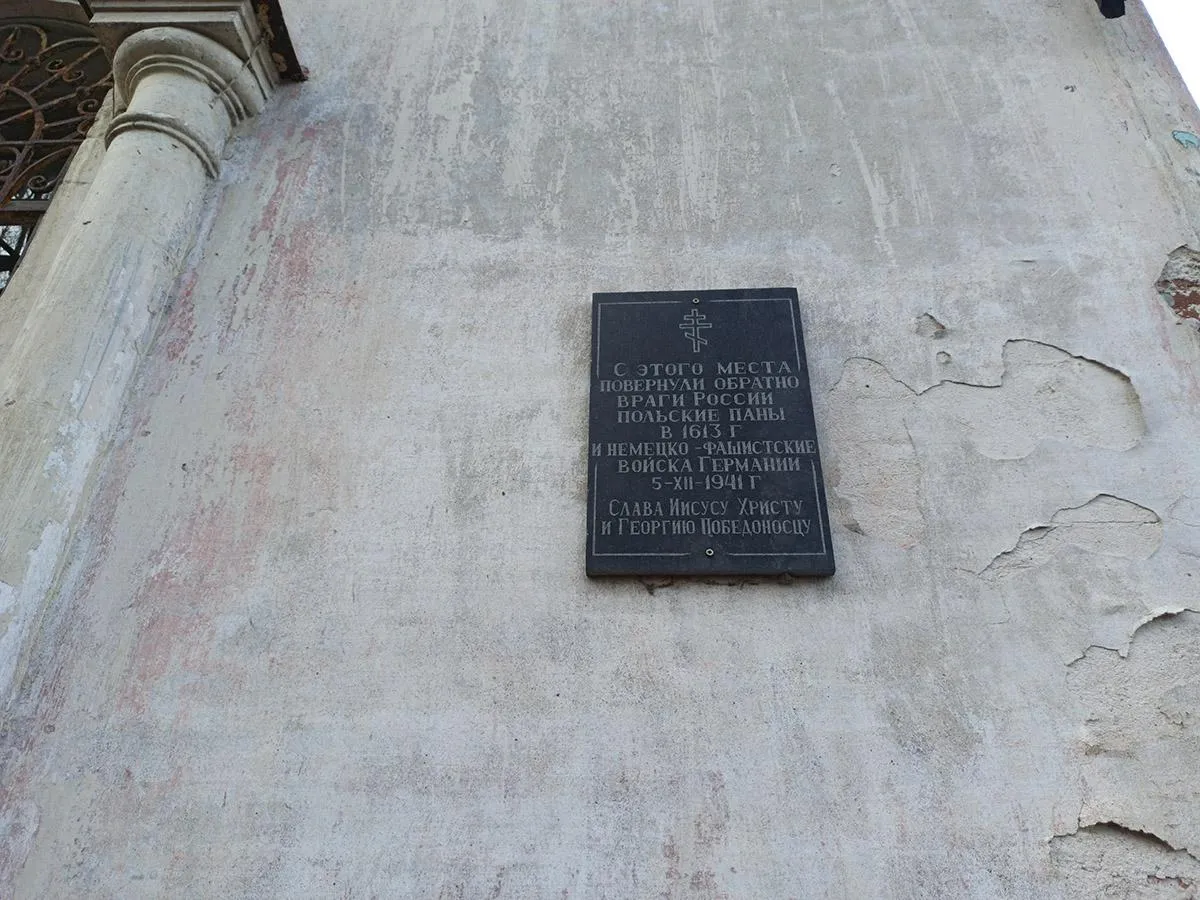 С ЭТОГО МЕСТА
ПОВЕРНУЛИ ОБРАТНО
ВРАГИ РОССИИ
ПОЛЬСКИЕ ПАНЫ
В 1613 Г
И НЕМЕЦКО-ФАШИСТСКИЕ
ВОЙСКА ГЕРМАНИИ
5-XII-1941 Г
СЛАВА ИИСУСУ ХРИСТУ
И ГЕОРГИЮ ПОБЕДОНОСЦУ